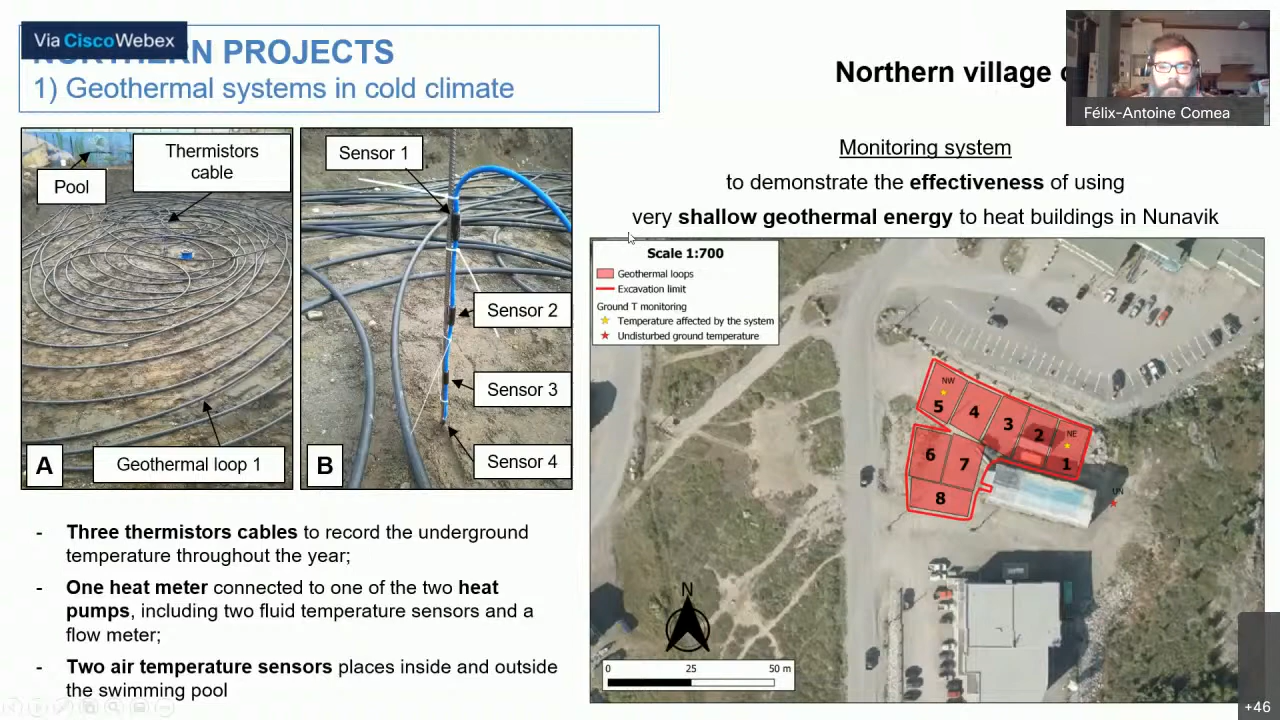 Via Cisco Webex
NORTHERN PROJECTS
1) Geothermal systems in cold climate
Northern village
Félix-Antoine Comea
Monitoring system
to demonstrate the effectiveness of using
very shallow geothermal energy to heat buildings in Nunavik
Pool
Thermistors
cable
Geothermal loop 1
A
Sensor 1
Sensor 2
Sensor 3
Sensor 4
B
Scale 1:700
Geothermal loops
Excavation limit
Ground T monitoring
Temperature affected by the system
Undisturbed ground temperature
NW
5
4
3
2
NE
1
6
7
8
UN
N
0 25 50 m
- Three thermistors cables to record the underground
temperature throughout the year;
- One heat meter connected to one of the two heat
pumps, including two fluid temperature sensors and a
flow meter;
- Two air temperature sensors places inside and outside
the swimming pool
+46